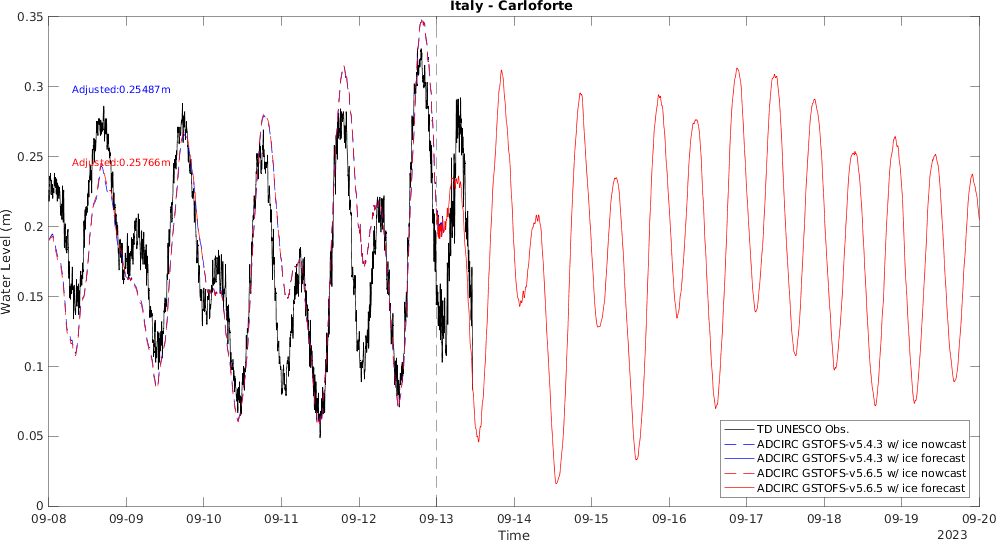 Italy - Carloforte
0.35
0.3
0.25
0.2
0.15
0.1
0.05
0
Water Level (m)
Adjusted:0.25487m
Adjusted:0.25766m
TD UNESCO Obs.
ADCIRC GSTOFS-v5.4.3 w/ ice nowcast
ADCIRC GSTOFS-v5.4.3 w/ ice forecast
ADCIRC GSTOFS-v5.6.5 w/ ice nowcast
ADCIRC GSTOFS-v5.6.5 w/ ice forecast
09-08 09-09 09-10 09-11 09-12 09-13 09-14 09-15 09-16 09-17 09-18 09-19 09-20
Time
2023